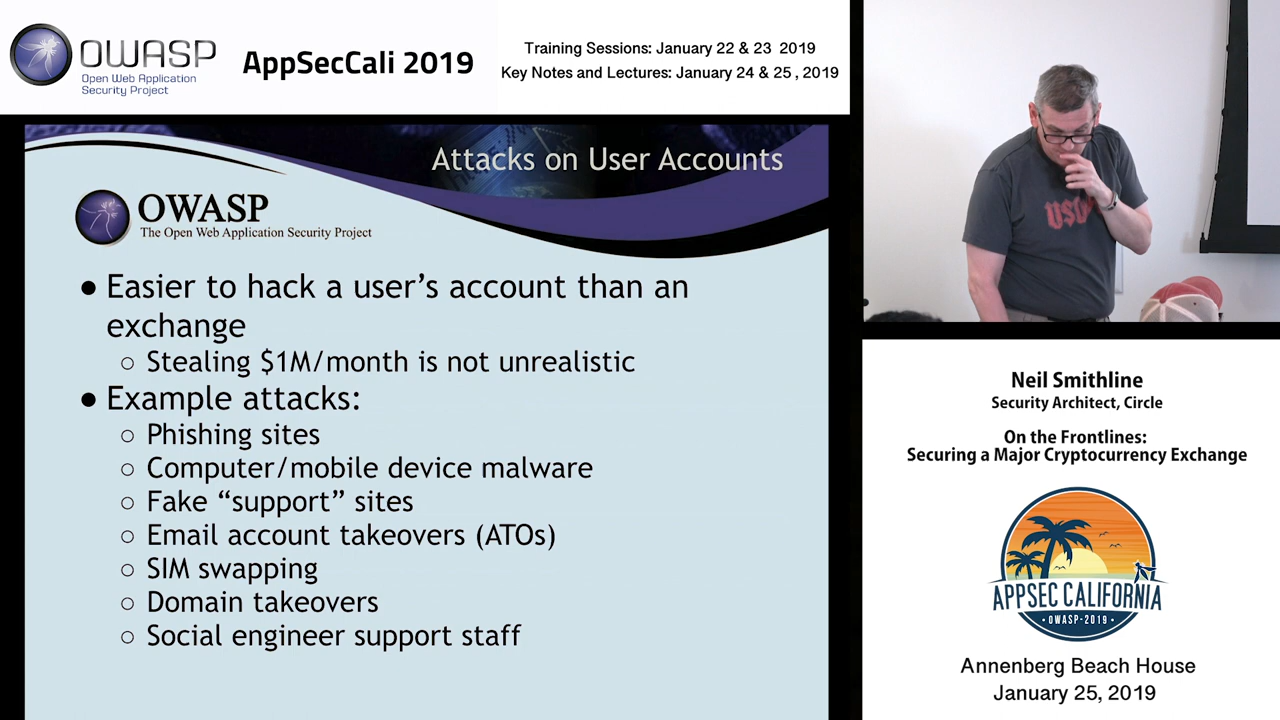 OWASP
Open Web Application
Security Project
AppSecCali 2019
Training Sessions: January 22 & 23 2019
Key Notes and Lectures: January 24 & 25 , 2019
Attacks on User Accounts
OWASP
The Open Web Application Security Project
● Easier to hack a user’s account than an
exchange
○ Stealing $1M/month is not unrealistic
● Example attacks:
○ Phishing sites
○ Computer/mobile device malware
○ Fake “support” sites
○ Email account takeovers (ATOs)
○ SIM swapping
○ Domain takeovers
○ Social engineer support staff
Neil Smithline
Security Architect, Circle
On the Frontlines:
Securing a Major Cryptocurrency Exchange
APPSEC CALIFORNIA
• OWASP-2019 •
Annenberg Beach House
January 25, 2019